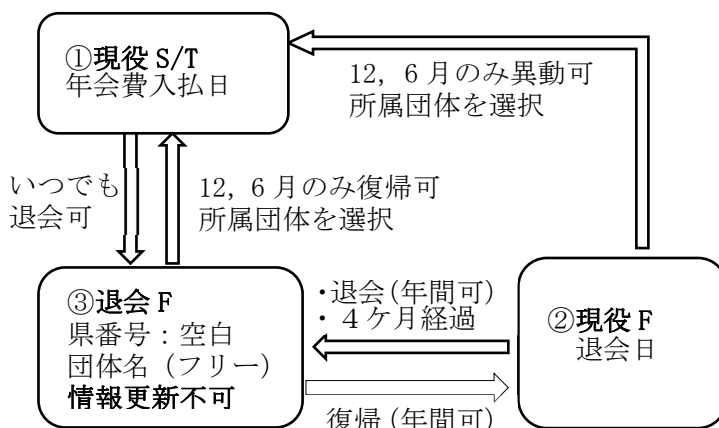 ①現役 S/T
年会費入払日
12, 6月のみ異動可
所属団体を選択
いつでも
退会可
12, 6月のみ復帰可
所属団体を選択
③退会 F
県番号：空白
団体名（フリー）
情報更新不可
・退会(年間可)
・４ケ月経過
②現役 F
退会日
復帰(年間可)